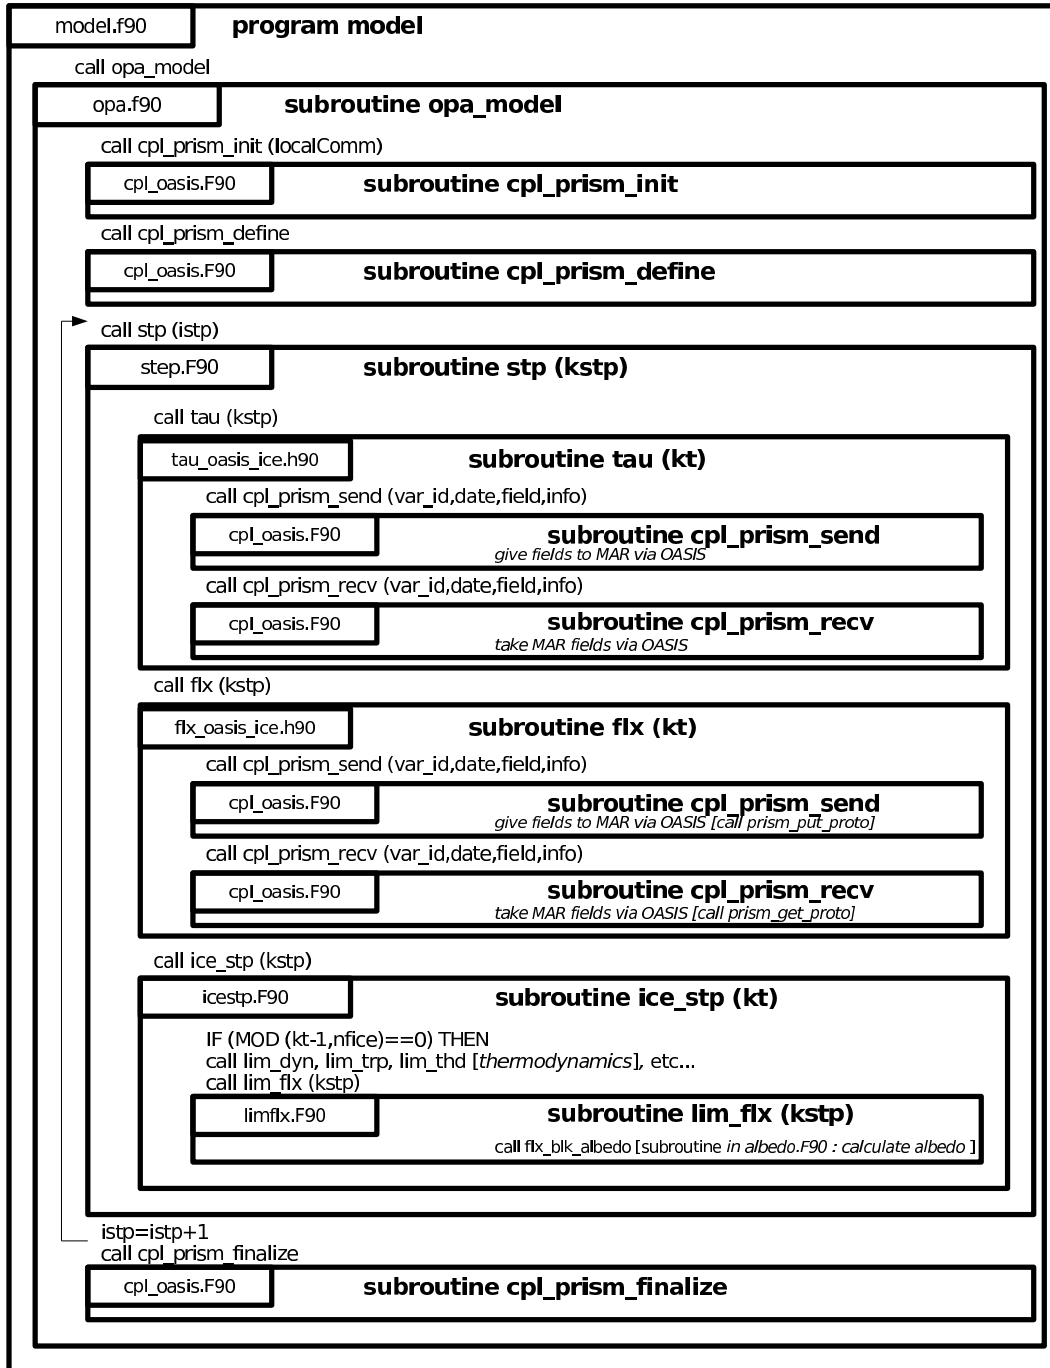 model.f90 program model
call opa_model
opa.f90 subroutine opa_model
call cpl_prism_init (localComm)
cpl_oasis.F90 subroutine cpl_prism_init
call cpl_prism_define
cpl_oasis.F90 subroutine cpl_prism_define
call stp (istp)
step.F90 subroutine stp (kstp)
call tau (kstp)
tau_oasis_ice.h90 subroutine tau (kt)
call cpl_prism_send (var_id,date,field,info)
cpl_oasis.F90 subroutine cpl_prism_send
give fields to MAR via OASIS
call cpl_prism_recv (var_id,date,field,info)
cpl_oasis.F90 subroutine cpl_prism_recv
take MAR fields via OASIS
call flx (kstp)
flx_oasis_ice.h90 subroutine flx (kt)
call cpl_prism_send (var_id,date,field,info)
cpl_oasis.F90 subroutine cpl_prism_send
give fields to MAR via OASIS [call prism_put_proto]
call cpl_prism_recv (var_id,date,field,info)
cpl_oasis.F90 subroutine cpl_prism_recv
take MAR fields via OASIS [call prism_get_proto]
call ice_stp (kstp)
icestp.F90 subroutine ice_stp (kt)
IF (MOD (kt-1,nfice)==0) THEN
call lim_dyn, lim_trp, lim_thd [thermodynamics], etc...
call lim_flx (kstp)
limflx.F90 subroutine lim_flx (kstp)
call flx_blk_albedo [subroutine in albedo.F90 : calculate albedo ]
istp=istp+1
call cpl_prism_finalize
cpl_oasis.F90 subroutine cpl_prism_finalize